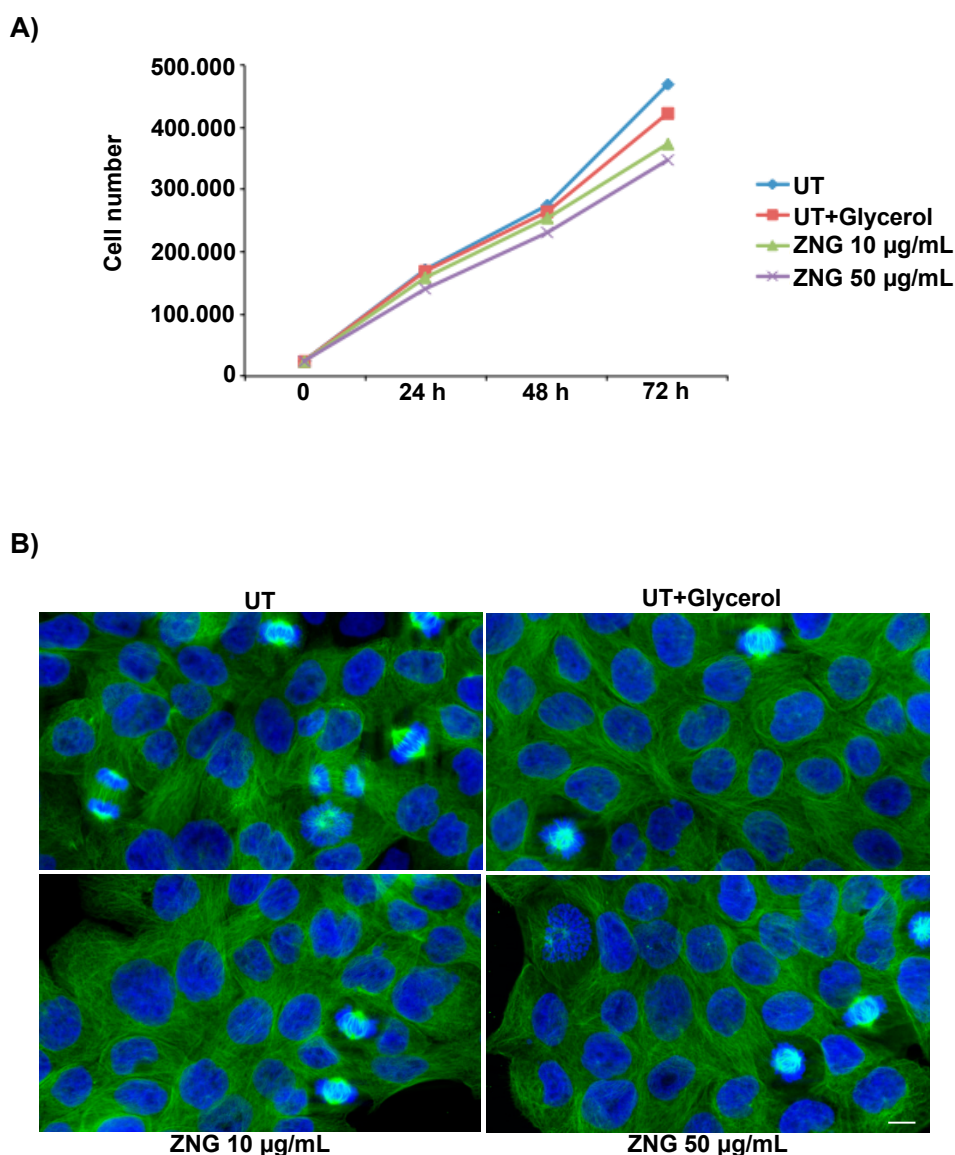 A)
500.000
400.000
300.000
200.000
100.000
0
Cell number
0 24 h 48 h 72 h
UT
UT+Glycerol
ZNG 10 µg/mL
ZNG 50 µg/mL
B)
UT UT+Glycerol
ZNG 10 µg/mL ZNG 50 µg/mL